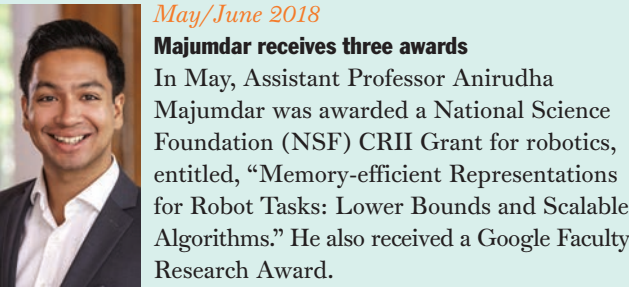 May/June 2018
Majumdar receives three awards
In May, Assistant Professor Anirudha
Majumdar was awarded a National Science
Foundation (NSF) CRII Grant for robotics,
entitled, “Memory-efficient Representations
for Robot Tasks: Lower Bounds and Scalable
Algorithms.” He also received a Google Faculty
Research Award.